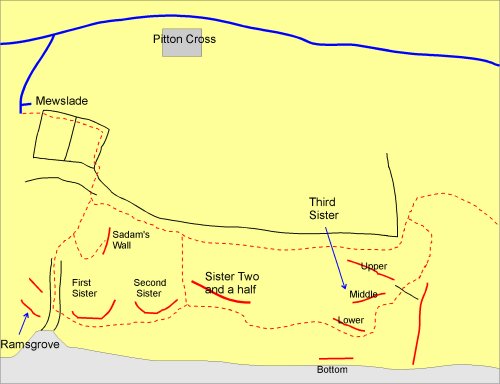 Pitton Cross
Mewslade
Third
Sister
Sadam's
Wall
Upper
First
Sister
Second
Sister
Sister Two
and a half
Middle
Lower
Ramsgrove
Bottom